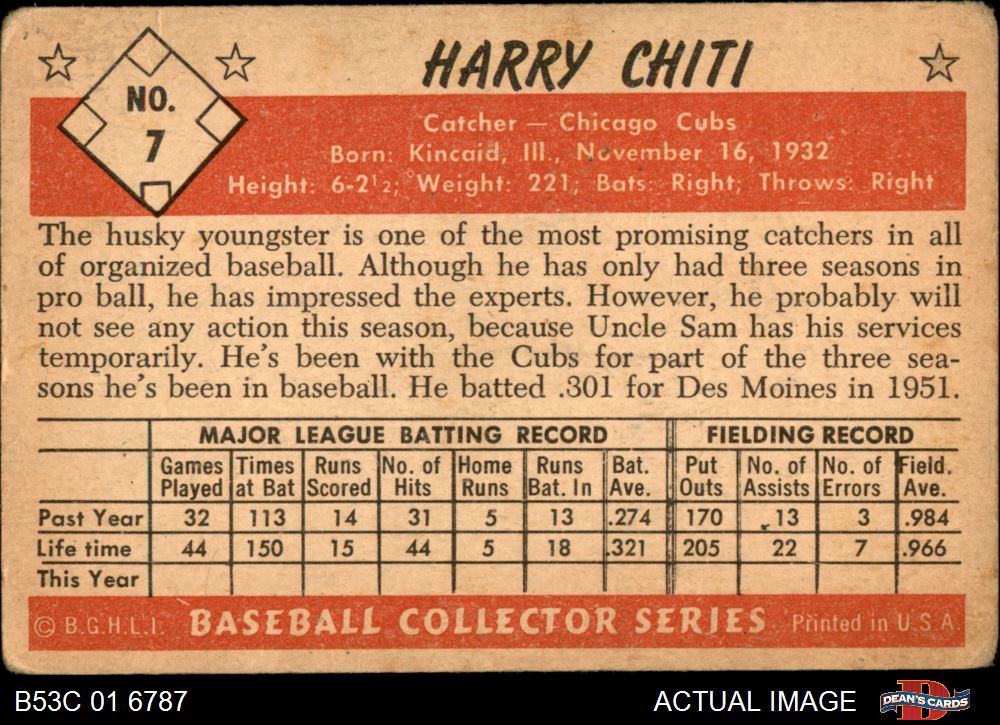 NO.
7
HARRY CHITI
Catcher — Chicago Cubs
Born: Kincaid, Ill., November 16, 1932
Height: 6-2½; Weight: 221; Bats: Right; Throws: Right
The husky youngster is one of the most promising catchers in all
of organized baseball. Although he has only had three seasons in
pro ball, he has impressed the experts. However, he probably will
not see any action this season, because Uncle Sam has his services
temporarily. He's been with the Cubs for part of the three sea-
sons he's been in baseball. He batted .301 for Des Moines in 1951.
MAJOR LEAGUE BATTING RECORD FIELDING RECORD
Games Times Runs No. of Home Runs Bat. Put No. of No. of Field.
Played at Bat Scored Hits Runs Bat. In Ave. Outs Assists Errors Ave.
Past Year 32 113 14 31 5 13 .274 170 13 3 .984
Life time 44 150 15 44 5 18 .321 205 22 7 .966
This Year
© B.G.H.L.I. BASEBALL COLLECTOR SERIES Printed in U.S.A.
B53C 01 6787 ACTUAL IMAGE DEAN'S CARDS